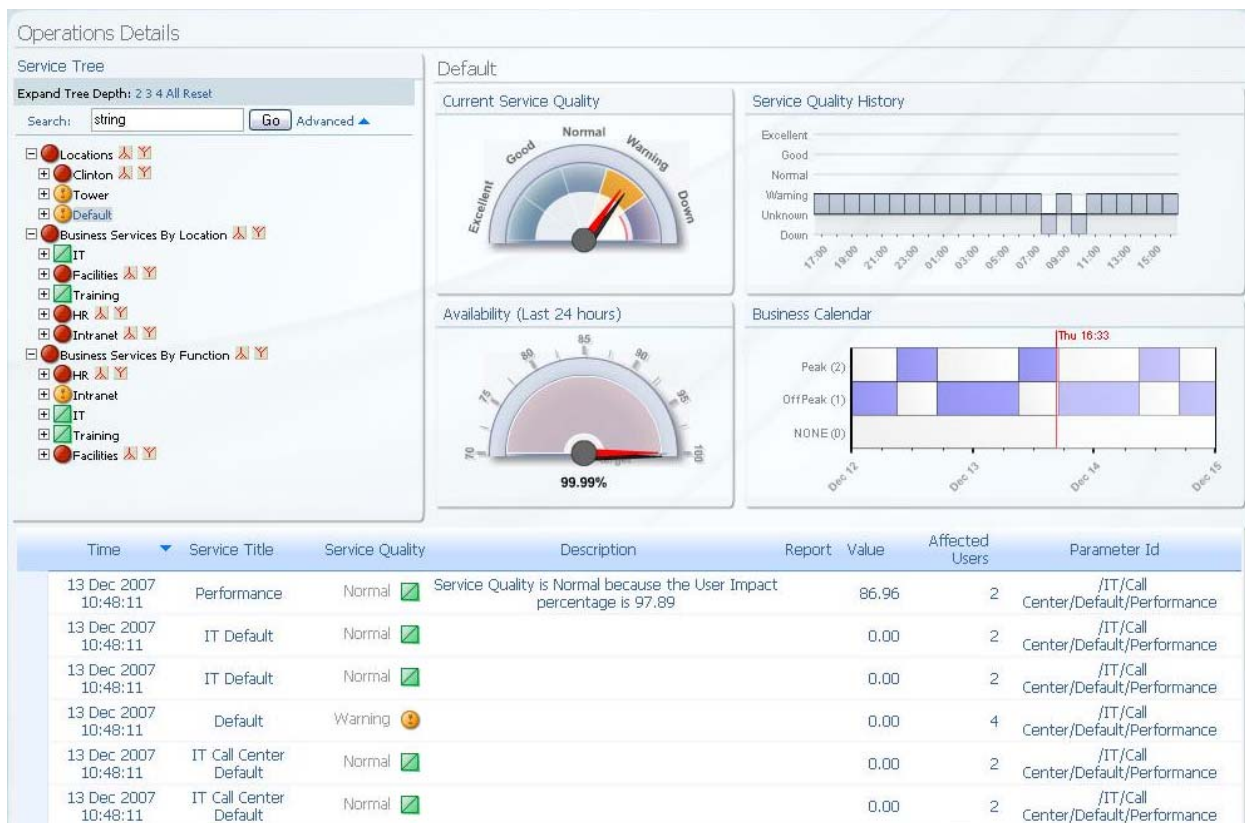 Operations Details
Service Tree
Expand Tree Depth: 2 3 4 All Reset
Search: string Go Advanced
Locations
Clinton
Tower
Default
Business Services By Location
IT
Facilities
Training
HR
Intranet
Business Services By Function
HR
Intranet
IT
Training
Facilities
Default
Current Service Quality
Excellent
Good
Normal
Warning
Down
Service Quality History
Excellent
Good
Normal
Warning
Unknown
Down
17:00 19:00 21:00 23:00 01:00 03:00 05:00 07:00 09:00 11:00 13:00 15:00
Availability (Last 24 hours)
70 75 80 85 90 95 100
99.99%
Business Calendar
Thu 16:33
Peak (2)
OffPeak (1)
NONE (0)
Dec 12 Dec 13 Dec 14 Dec 15
Time Service Title Service Quality Description Report Value Affected Users Parameter Id
13 Dec 2007 10:48:11 Performance Normal Service Quality is Normal because the User Impact percentage is 97.89 86.96 2 /IT/Call Center/Default/Performance
13 Dec 2007 10:48:11 IT Default Normal 0.00 2 /IT/Call Center/Default/Performance
13 Dec 2007 10:48:11 IT Default Normal 0.00 2 /IT/Call Center/Default/Performance
13 Dec 2007 10:48:11 Default Warning 0.00 4 /IT/Call Center/Default/Performance
13 Dec 2007 10:48:11 IT Call Center Default Normal 0.00 2 /IT/Call Center/Default/Performance
13 Dec 2007 10:48:11 IT Call Center Default Normal 0.00 2 /IT/Call Center/Default/Performance